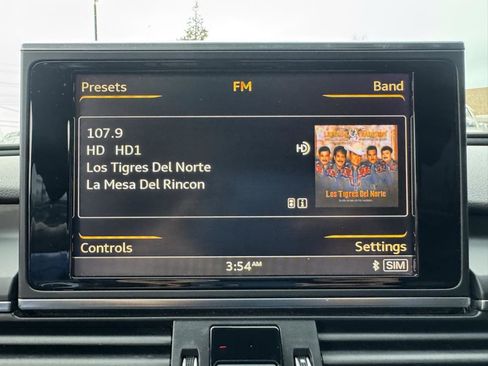 Presets FM Band
107.9
HD HD1
Los Tigres Del Norte
La Mesa Del Rincon
Los Tigres Del Norte
Controls Settings
3:54AM SIM